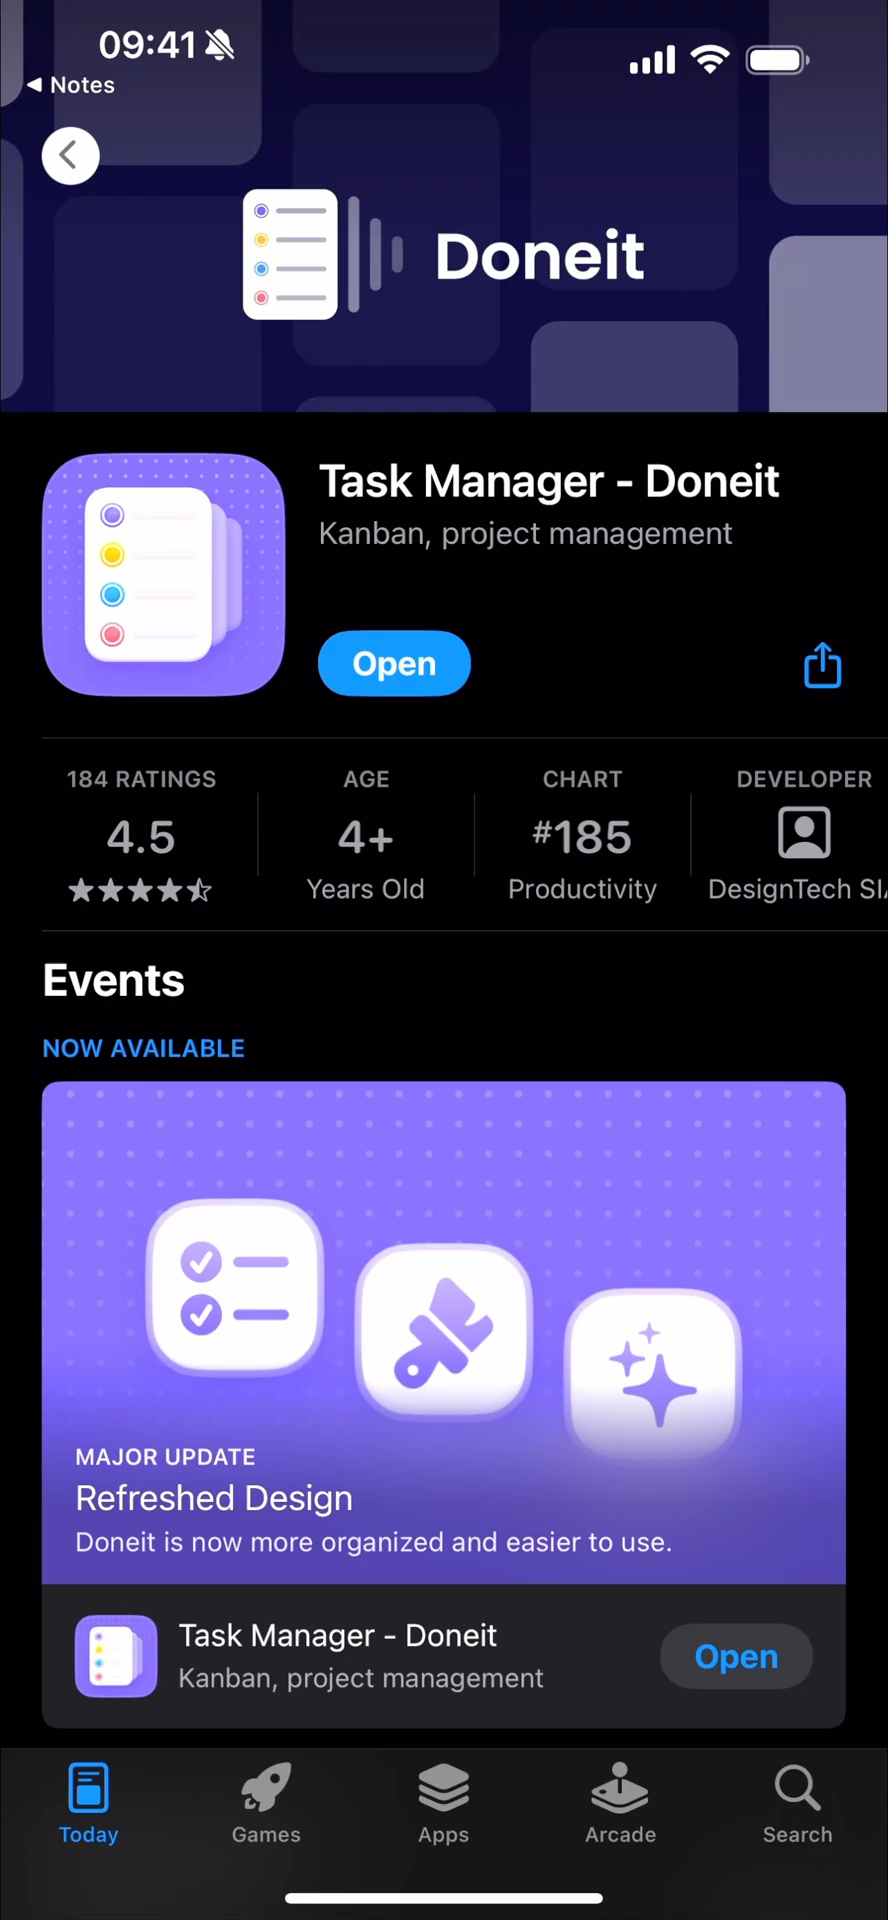 09:41
◀ Notes
Doneit
Task Manager - Doneit
Kanban, project management
Open
184 RATINGS
4.5
AGE
4+
Years Old
CHART
#185
Productivity
DEVELOPER
DesignTech SI
Events
NOW AVAILABLE
MAJOR UPDATE
Refreshed Design
Doneit is now more organized and easier to use.
Task Manager - Doneit
Kanban, project management
Open
Today
Games
Apps
Arcade
Search